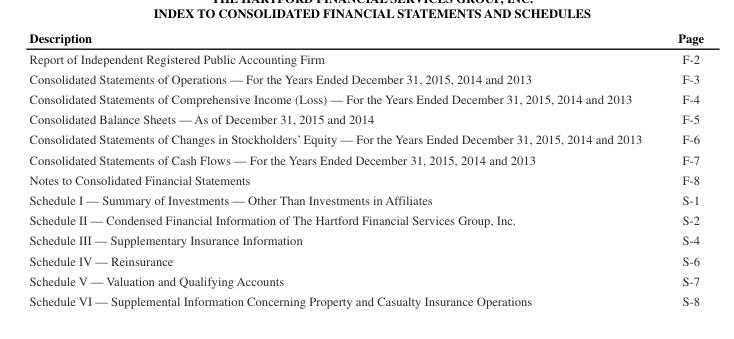 THE HARTFORD FINANCIAL SERVICES GROUP, INC.
INDEX TO CONSOLIDATED FINANCIAL STATEMENTS AND SCHEDULES
Description Page
Report of Independent Registered Public Accounting Firm F-2
Consolidated Statements of Operations — For the Years Ended December 31, 2015, 2014 and 2013 F-3
Consolidated Statements of Comprehensive Income (Loss) — For the Years Ended December 31, 2015, 2014 and 2013 F-4
Consolidated Balance Sheets — As of December 31, 2015 and 2014 F-5
Consolidated Statements of Changes in Stockholders’ Equity — For the Years Ended December 31, 2015, 2014 and 2013 F-6
Consolidated Statements of Cash Flows — For the Years Ended December 31, 2015, 2014 and 2013 F-7
Notes to Consolidated Financial Statements F-8
Schedule I — Summary of Investments — Other Than Investments in Affiliates S-1
Schedule II — Condensed Financial Information of The Hartford Financial Services Group, Inc. S-2
Schedule III — Supplementary Insurance Information S-4
Schedule IV — Reinsurance S-6
Schedule V — Valuation and Qualifying Accounts S-7
Schedule VI — Supplemental Information Concerning Property and Casualty Insurance Operations S-8